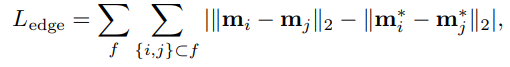 L_edge = ∑_f ∑_{{i,j}⊂f} |‖m_i − m_j‖_2 − ‖m_i^* − m_j^*‖_2|,